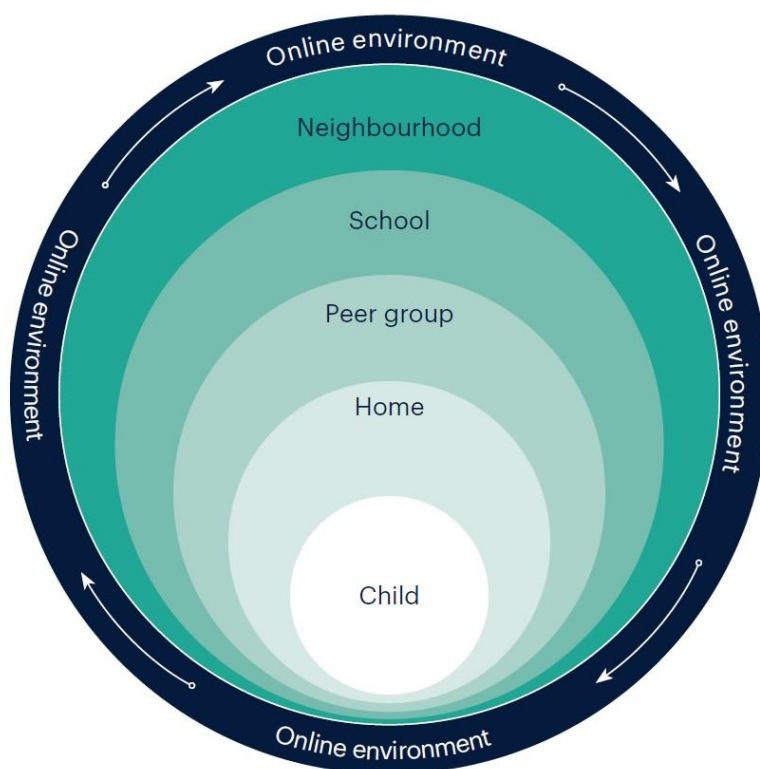 Online environment
Neighbourhood
School
Online environment
Online environment
Peer group
Home
Child
Online environment